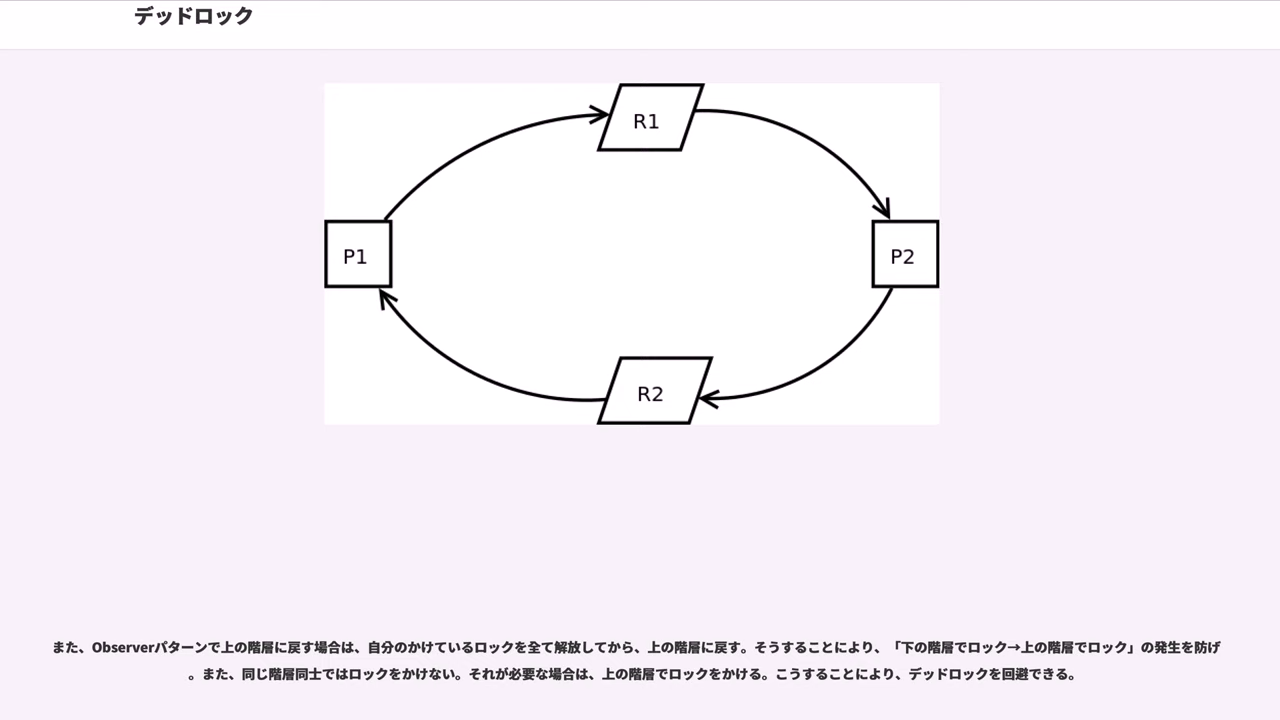 デッドロック
R1
P1
P2
R2
また、Observerパターンで上の階層に戻す場合は、自分のかけているロックを全て解放してから、上の階層に戻す。そうすることにより、「下の階層でロック→上の階層でロック」の発生を防げ
。また、同じ階層同士ではロックをかけない。それが必要な場合は、上の階層でロックをかける。こうすることにより、デッドロックを回避できる。